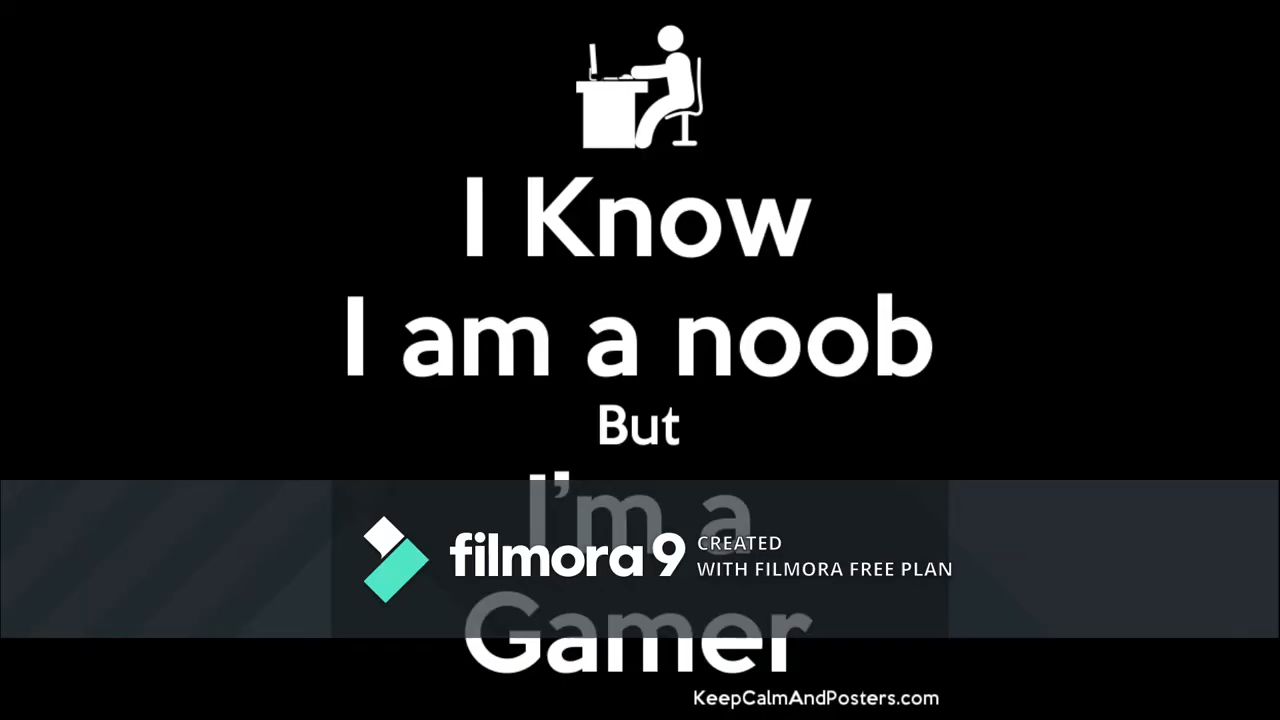 I Know
I am a noob
But
I'm a
filmora9 CREATED
WITH FILMORA FREE PLAN
Gamer
KeepCalmAndPosters.com